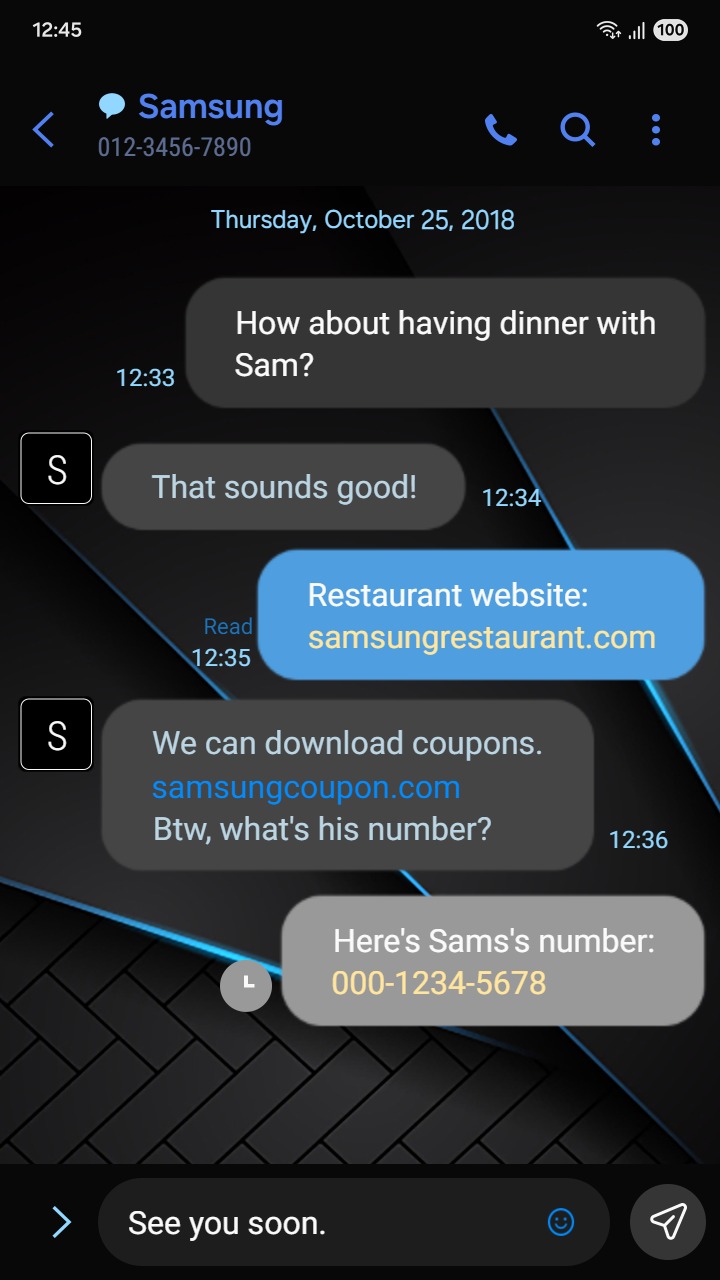 12:45
100
Samsung
012-3456-7890
Thursday, October 25, 2018
How about having dinner with
Sam?
12:33
S
That sounds good!
12:34
Restaurant website:
samsungrestaurant.com
Read
12:35
S
We can download coupons.
samsungcoupon.com
Btw, what's his number?
12:36
Here's Sams's number:
000-1234-5678
See you soon.